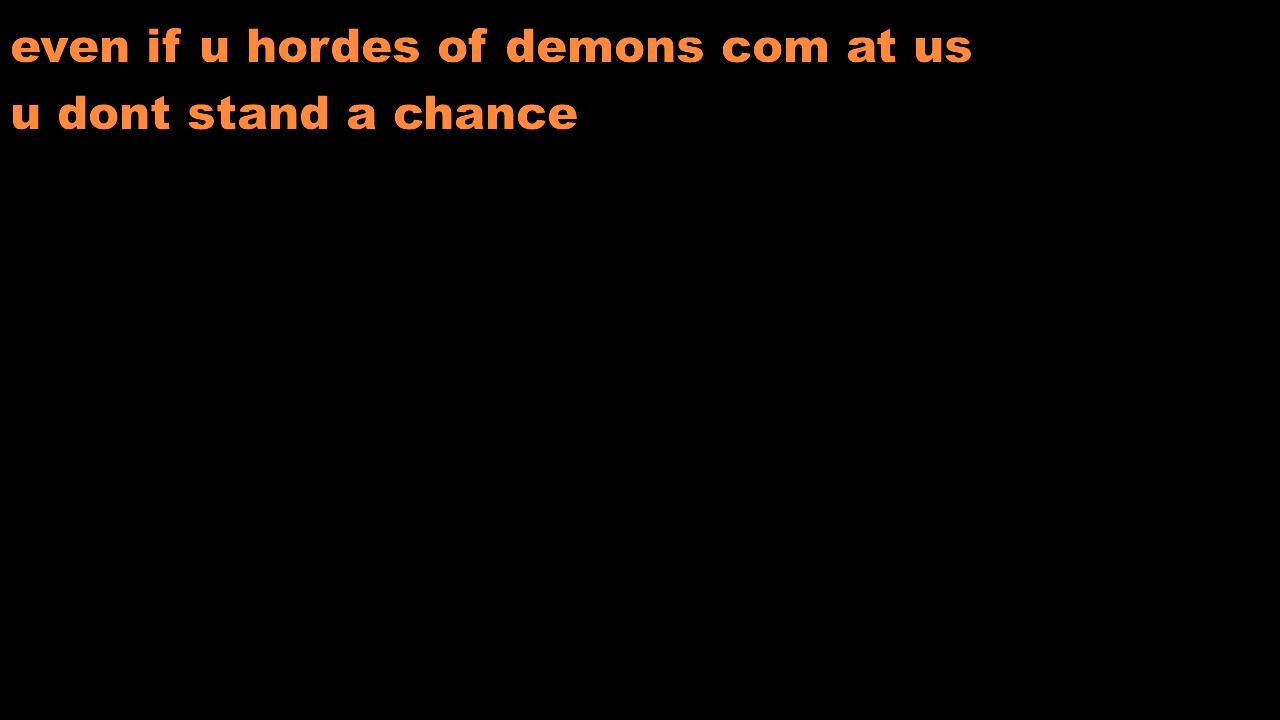 even if u hordes of demons com at us
u dont stand a chance